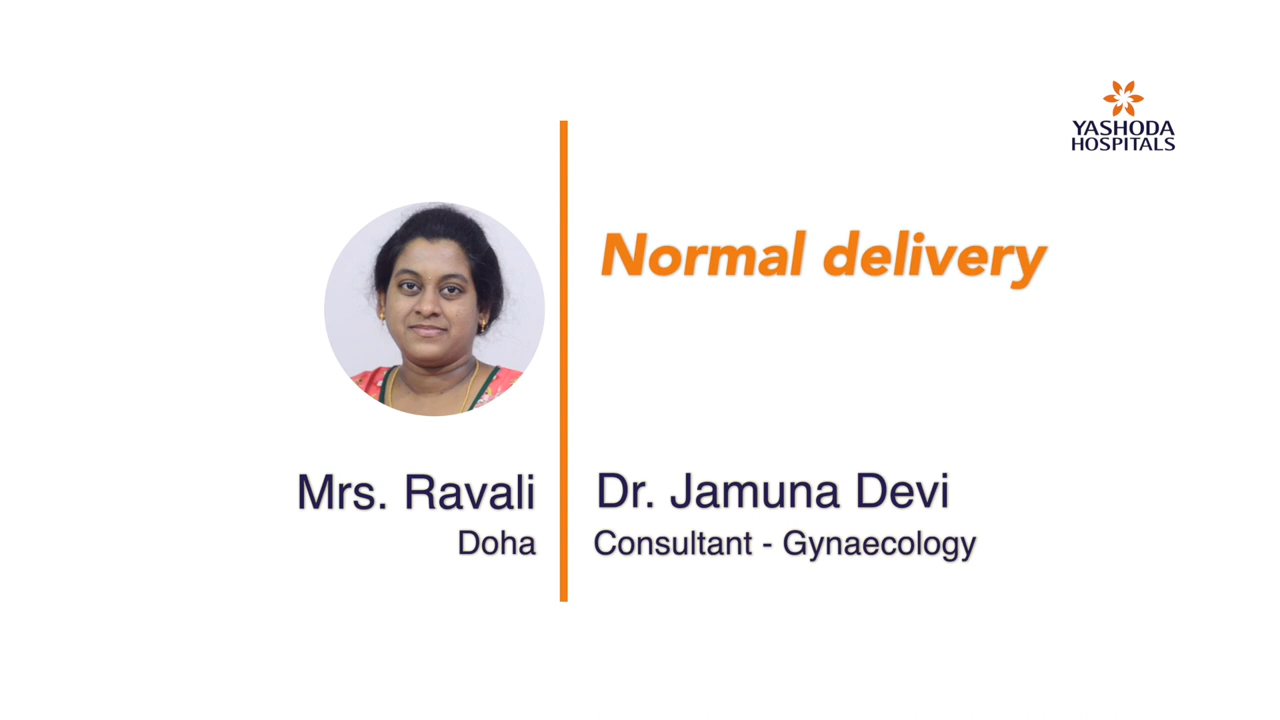 YASHODA
HOSPITALS
Normal delivery
Mrs. Ravali
Doha
Dr. Jamuna Devi
Consultant - Gynaecology